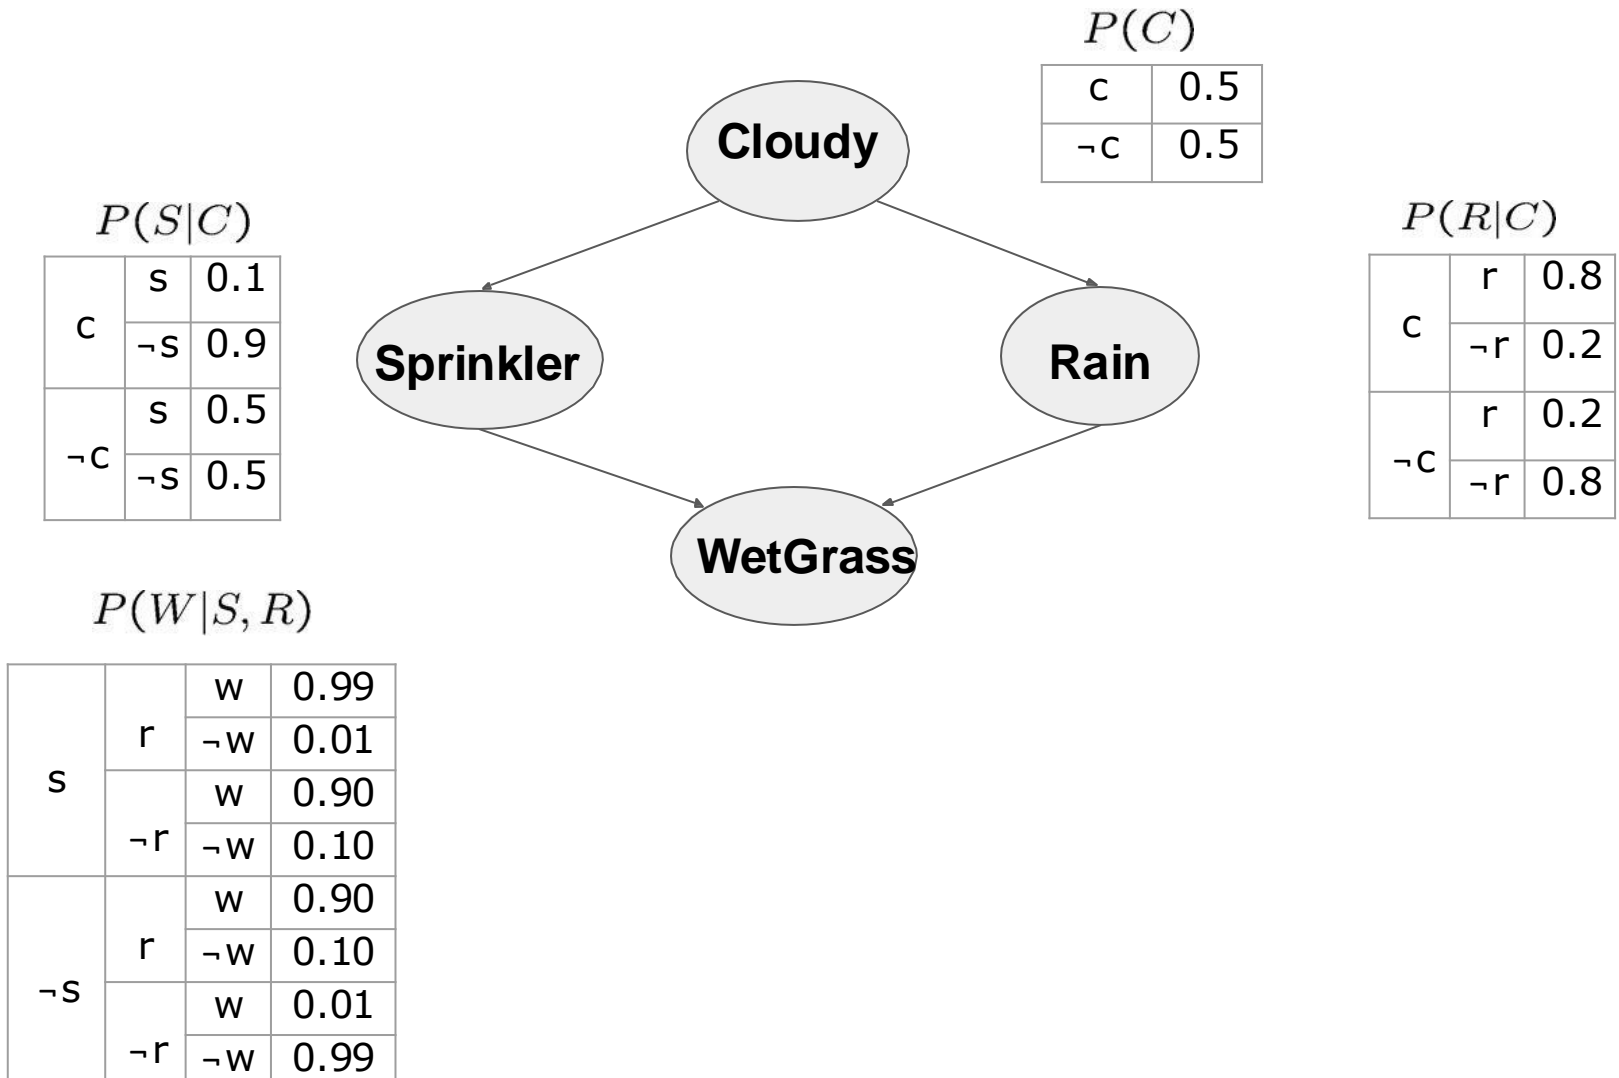 P(C)
c 0.5
¬c 0.5
Cloudy
P(S|C)
c s 0.1
¬s 0.9
¬c s 0.5
¬s 0.5
P(R|C)
c r 0.8
¬r 0.2
¬c r 0.2
¬r 0.8
Sprinkler
Rain
WetGrass
P(W|S, R)
s r w 0.99
¬w 0.01
¬r w 0.90
¬w 0.10
¬s r w 0.90
¬w 0.10
¬r w 0.01
¬w 0.99